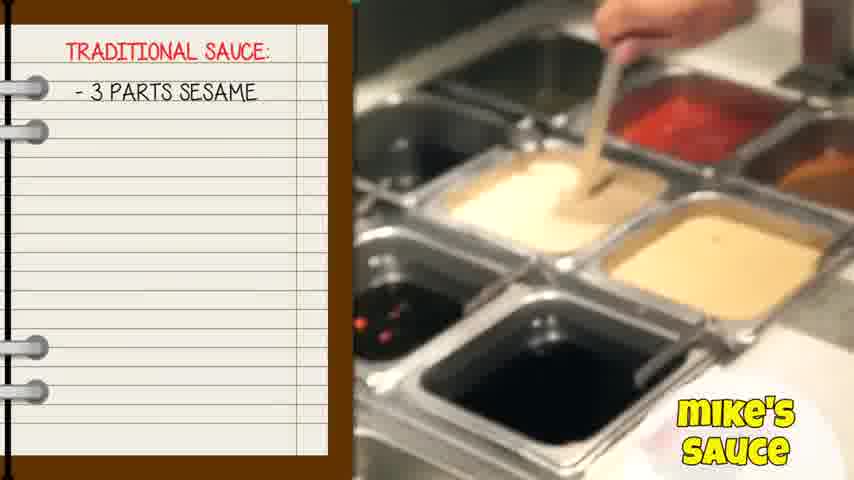 TRADITIONAL SAUCE:
- 3 PARTS SESAME
MIKE'S
SAUCE